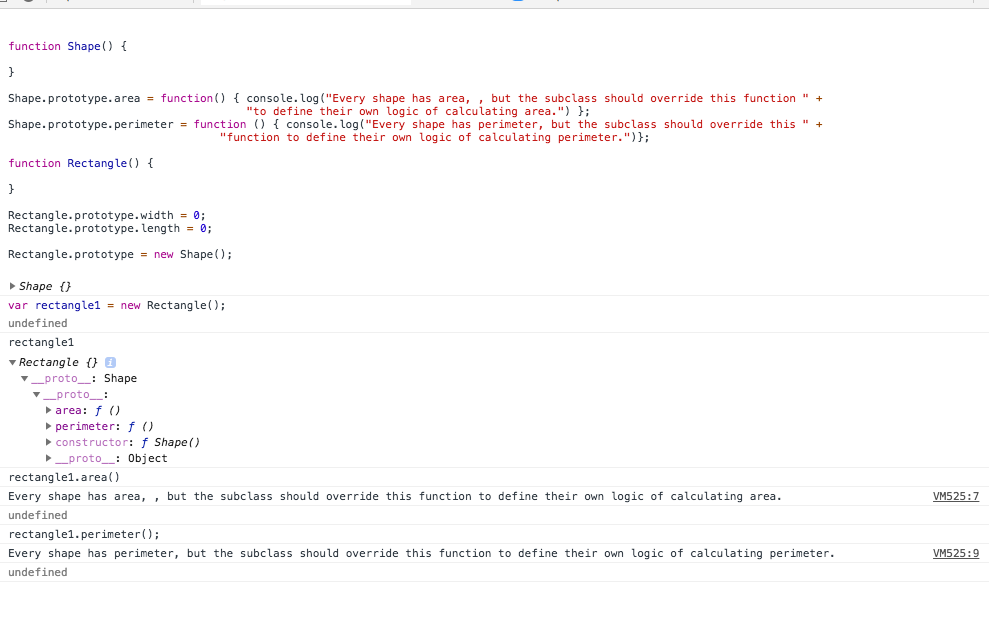 function Shape() {
}
Shape.prototype.area = function() { console.log("Every shape has area, , but the subclass should override this function " +
"to define their own logic of calculating area.") };
Shape.prototype.perimeter = function () { console.log("Every shape has perimeter, but the subclass should override this " +
"function to define their own logic of calculating perimeter.")};
function Rectangle() {
}
Rectangle.prototype.width = 0;
Rectangle.prototype.length = 0;
Rectangle.prototype = new Shape();
Shape {}
var rectangle1 = new Rectangle();
undefined
rectangle1
Rectangle {} i
__proto__: Shape
__proto__:
area: ƒ ()
perimeter: ƒ ()
constructor: ƒ Shape()
__proto__: Object
rectangle1.area()
Every shape has area, , but the subclass should override this function to define their own logic of calculating area. VM525:7
undefined
rectangle1.perimeter();
Every shape has perimeter, but the subclass should override this function to define their own logic of calculating perimeter. VM525:9
undefined